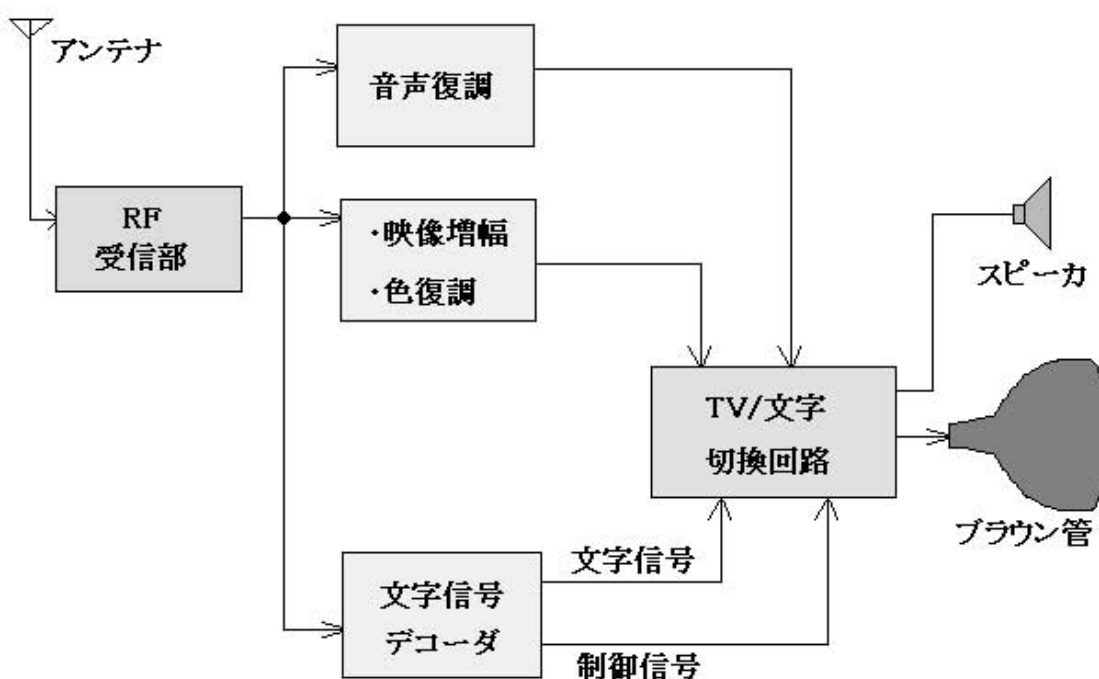 アンテナ
音声復調
RF
受信部
・映像増幅
・色復調
スピーカ
TV/文字
切換回路
ブラウン管
文字信号
文字信号
デコーダ
制御信号